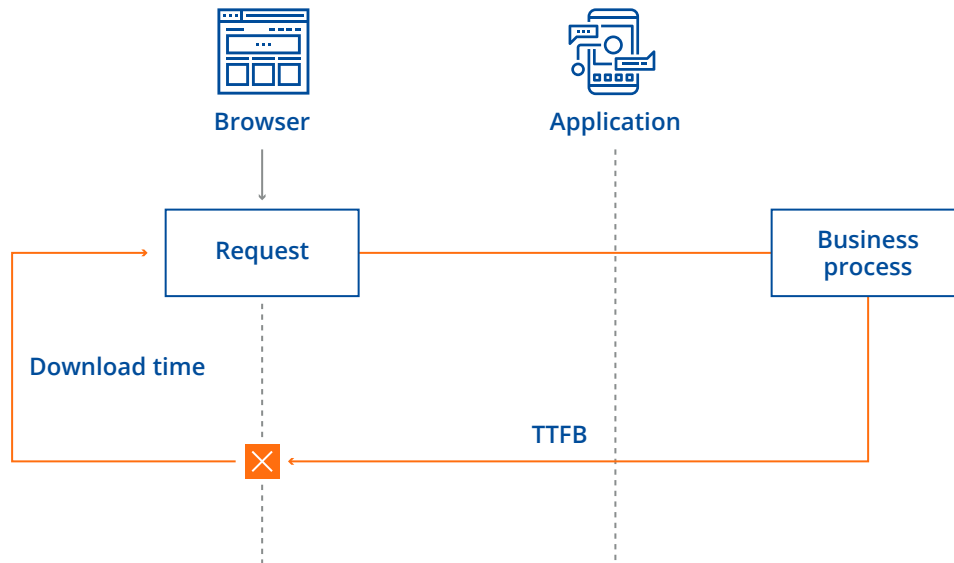 Browser
Application
Request
Business
process
Download time
TTFB